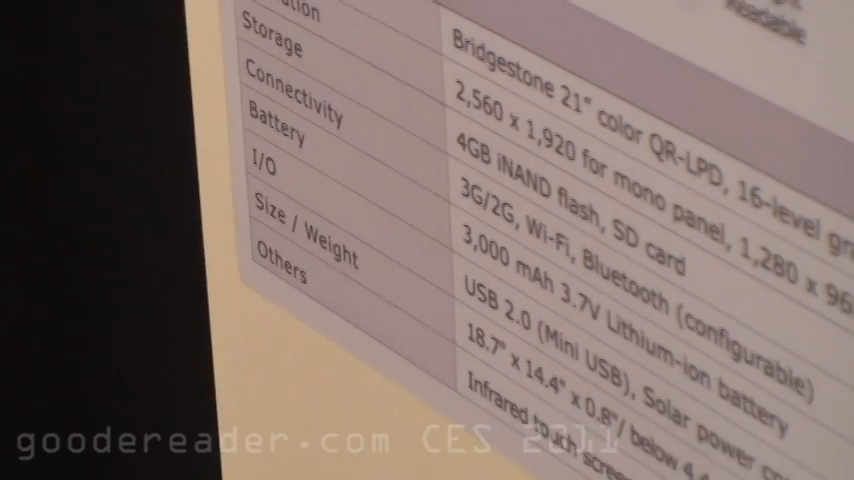 Readable
Bridgestone 21" color QR-LPD, 16-level
2,560 x 1,920 for mono panel, 1,280 x
Storage 4GB iNAND flash, SD card
Connectivity 3G/2G, Wi-Fi, Bluetooth (configurable)
Battery 3,000 mAh 3.7V Lithium-ion battery
I/O USB 2.0 (Mini USB), Solar power
Size / Weight 18.7" x 14.4" x 0.8"/ below
Others Infrared touch
goodereader.com CES 2011